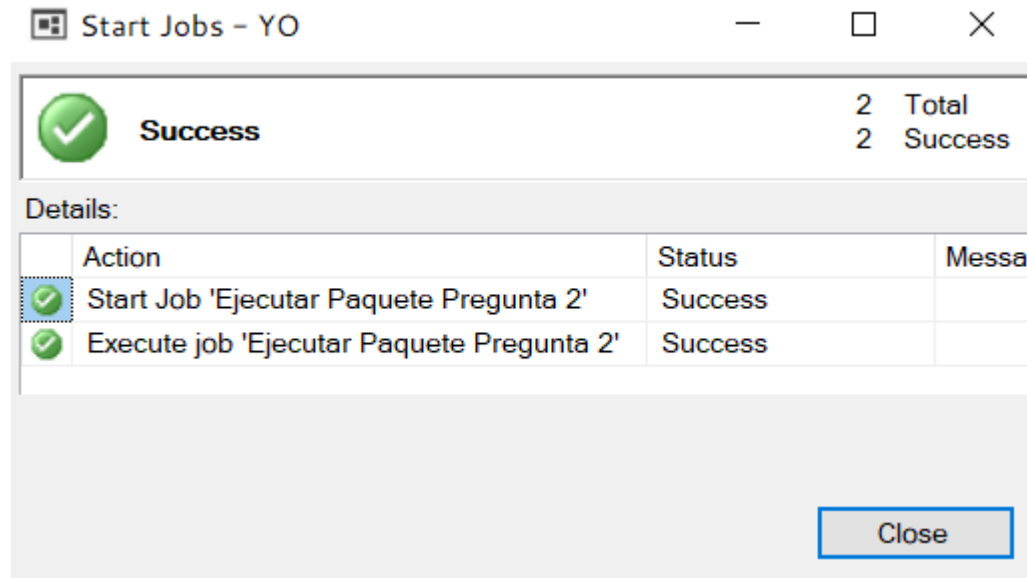 Start Jobs - YO
Success
2 Total
2 Success
Details:
Action Status Messa
Start Job 'Ejecutar Paquete Pregunta 2' Success
Execute job 'Ejecutar Paquete Pregunta 2' Success
Close